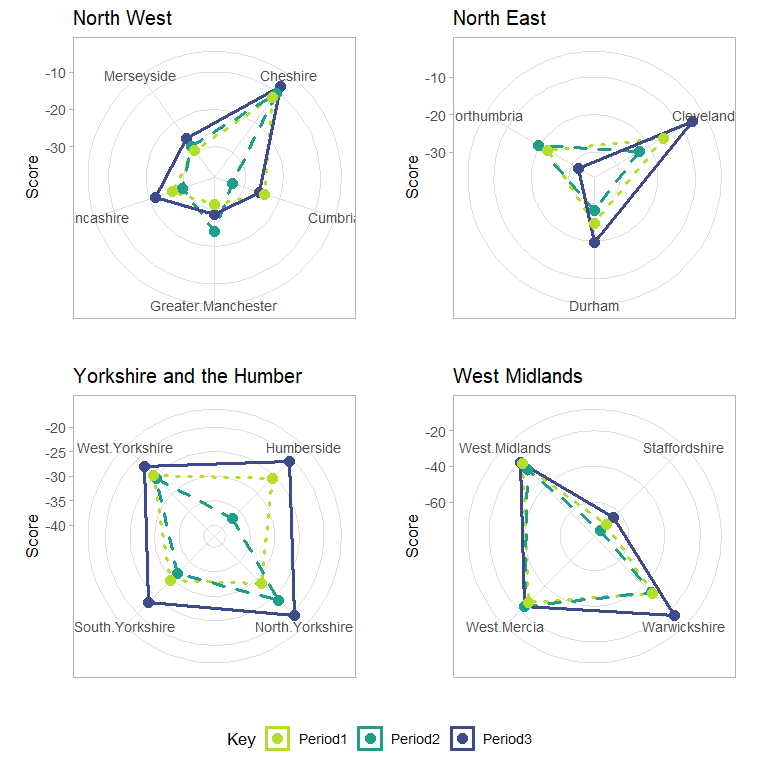 North West
North East
-10
-20
-30
Score
Merseyside
Cheshire
ncashire
Cumbria
Greater.Manchester
-10
-20
-30
Score
orthumbria
Cleveland
Durham
Yorkshire and the Humber
West Midlands
-20
-25
-30
-35
-40
Score
West.Yorkshire
Humberside
South.Yorkshire
North.Yorkshire
-20
-40
-60
Score
West.Midlands
Staffordshire
West.Mercia
Warwickshire
Key
Period1
Period2
Period3